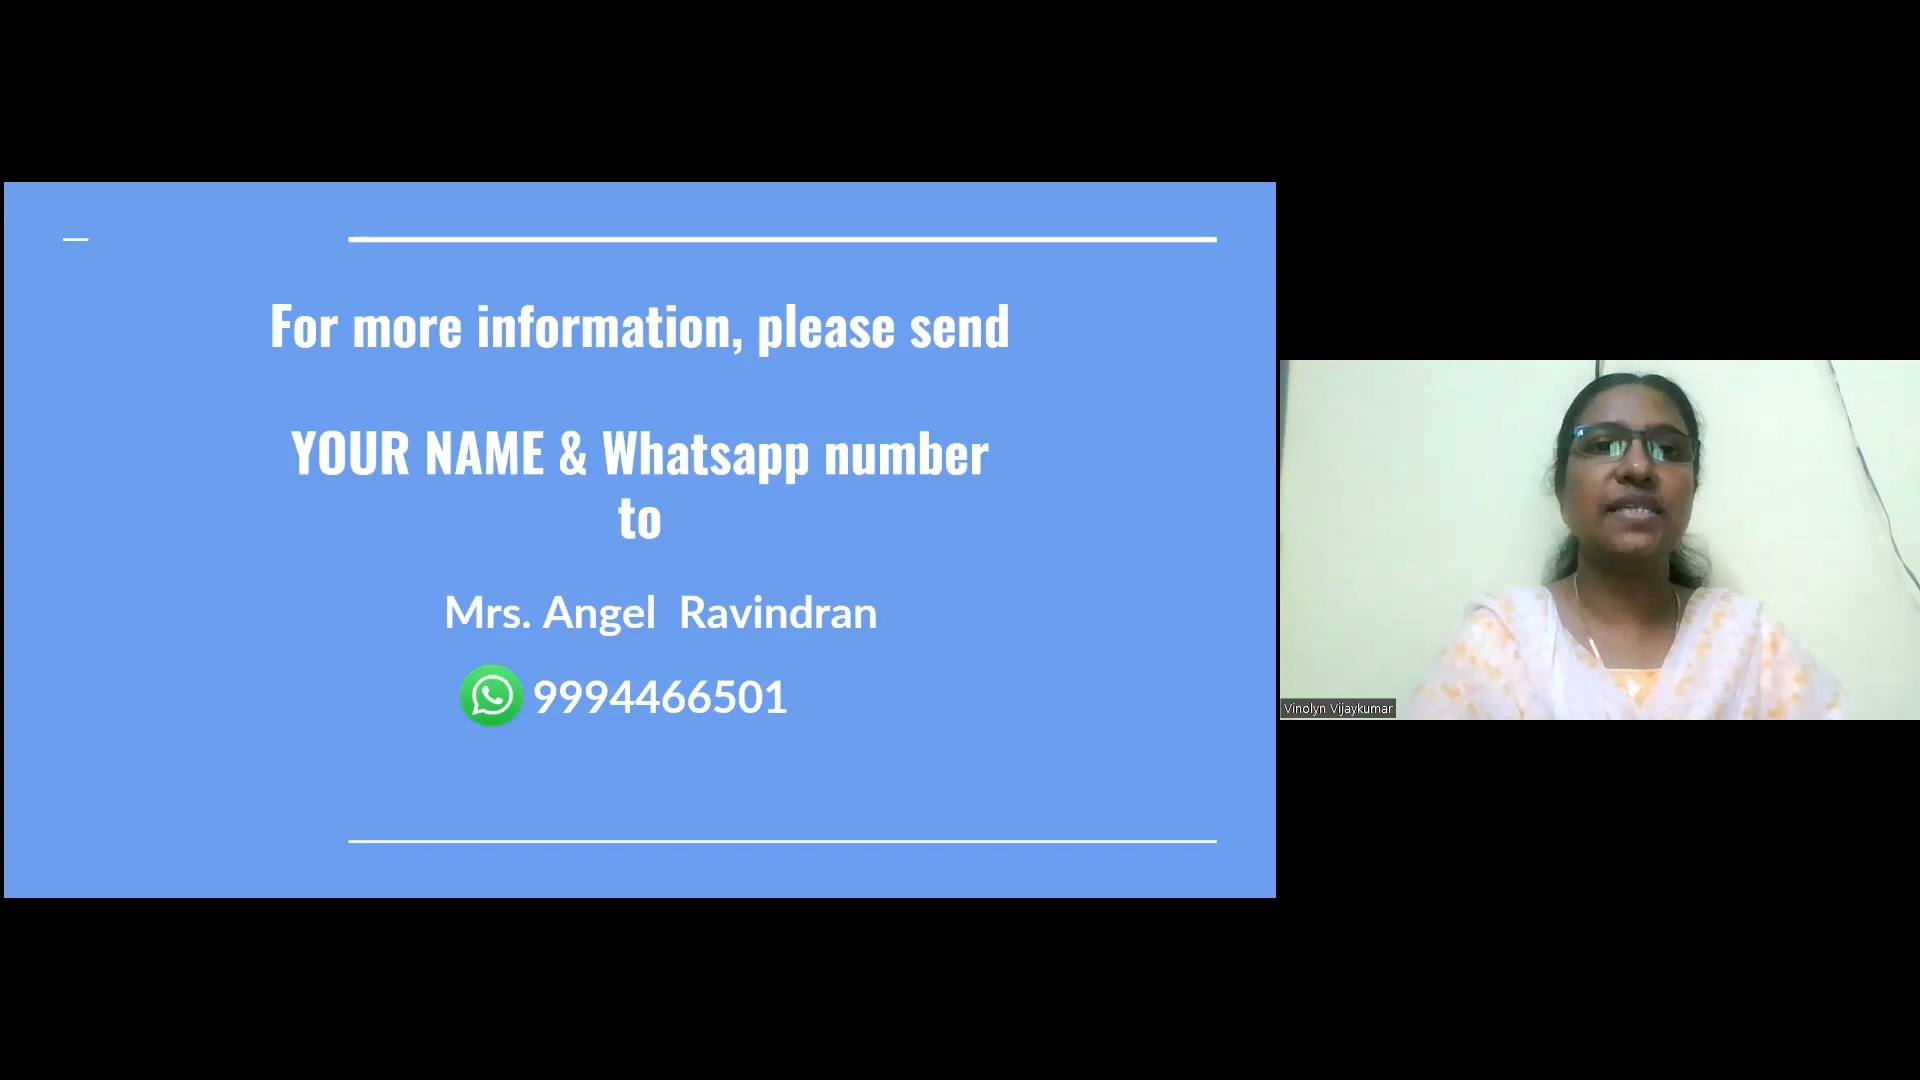 For more information, please send
YOUR NAME & Whatsapp number
to
Mrs. Angel Ravindran
9994466501
Vinolyn Vijaykumar